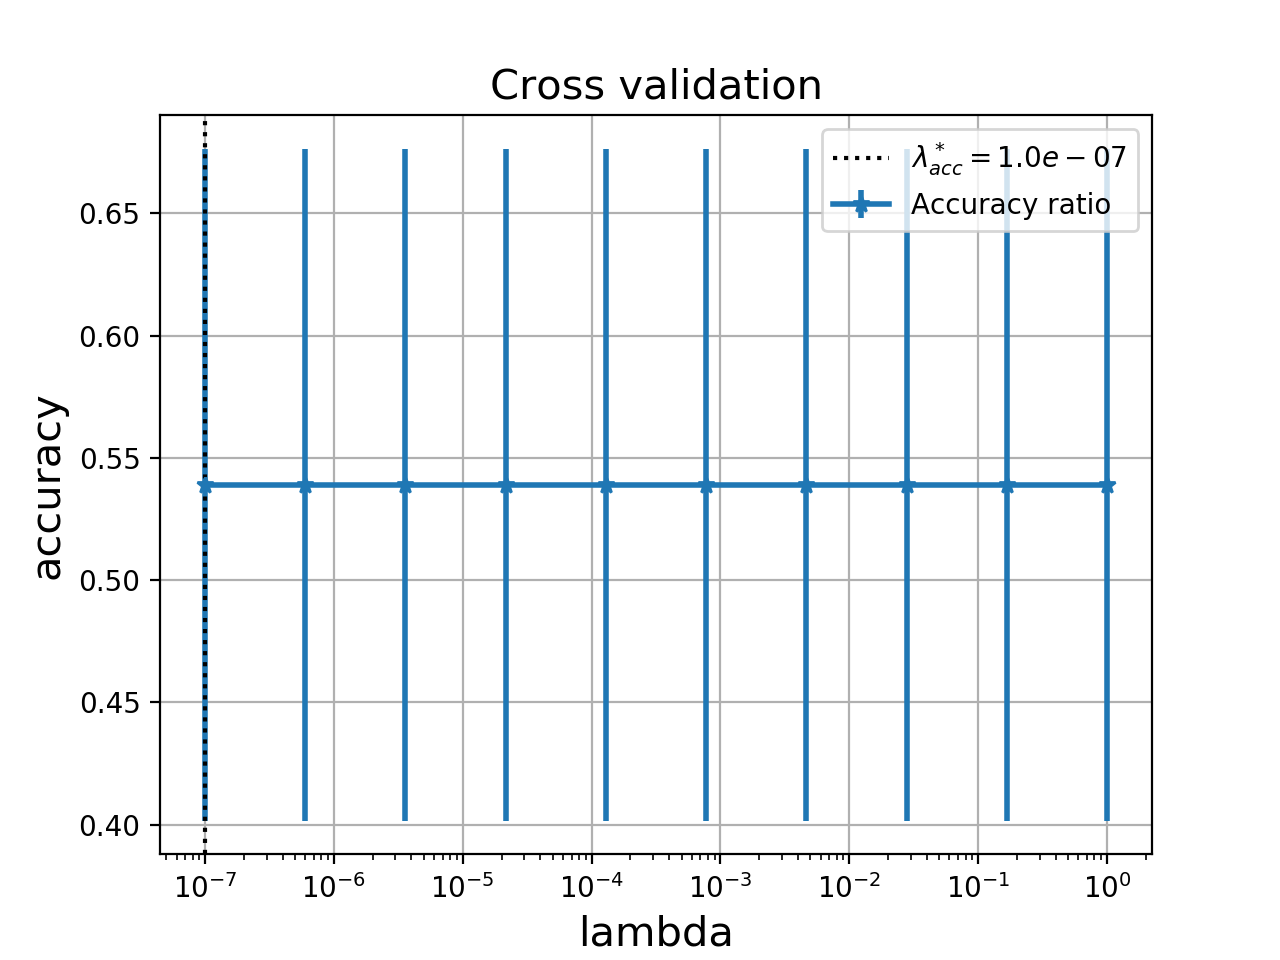 Cross validation
λ*acc = 1.0e − 07
Accuracy ratio
accuracy
0.65
0.60
0.55
0.50
0.45
0.40
10⁻⁷ 10⁻⁶ 10⁻⁵ 10⁻⁴ 10⁻³ 10⁻² 10⁻¹ 10⁰
lambda